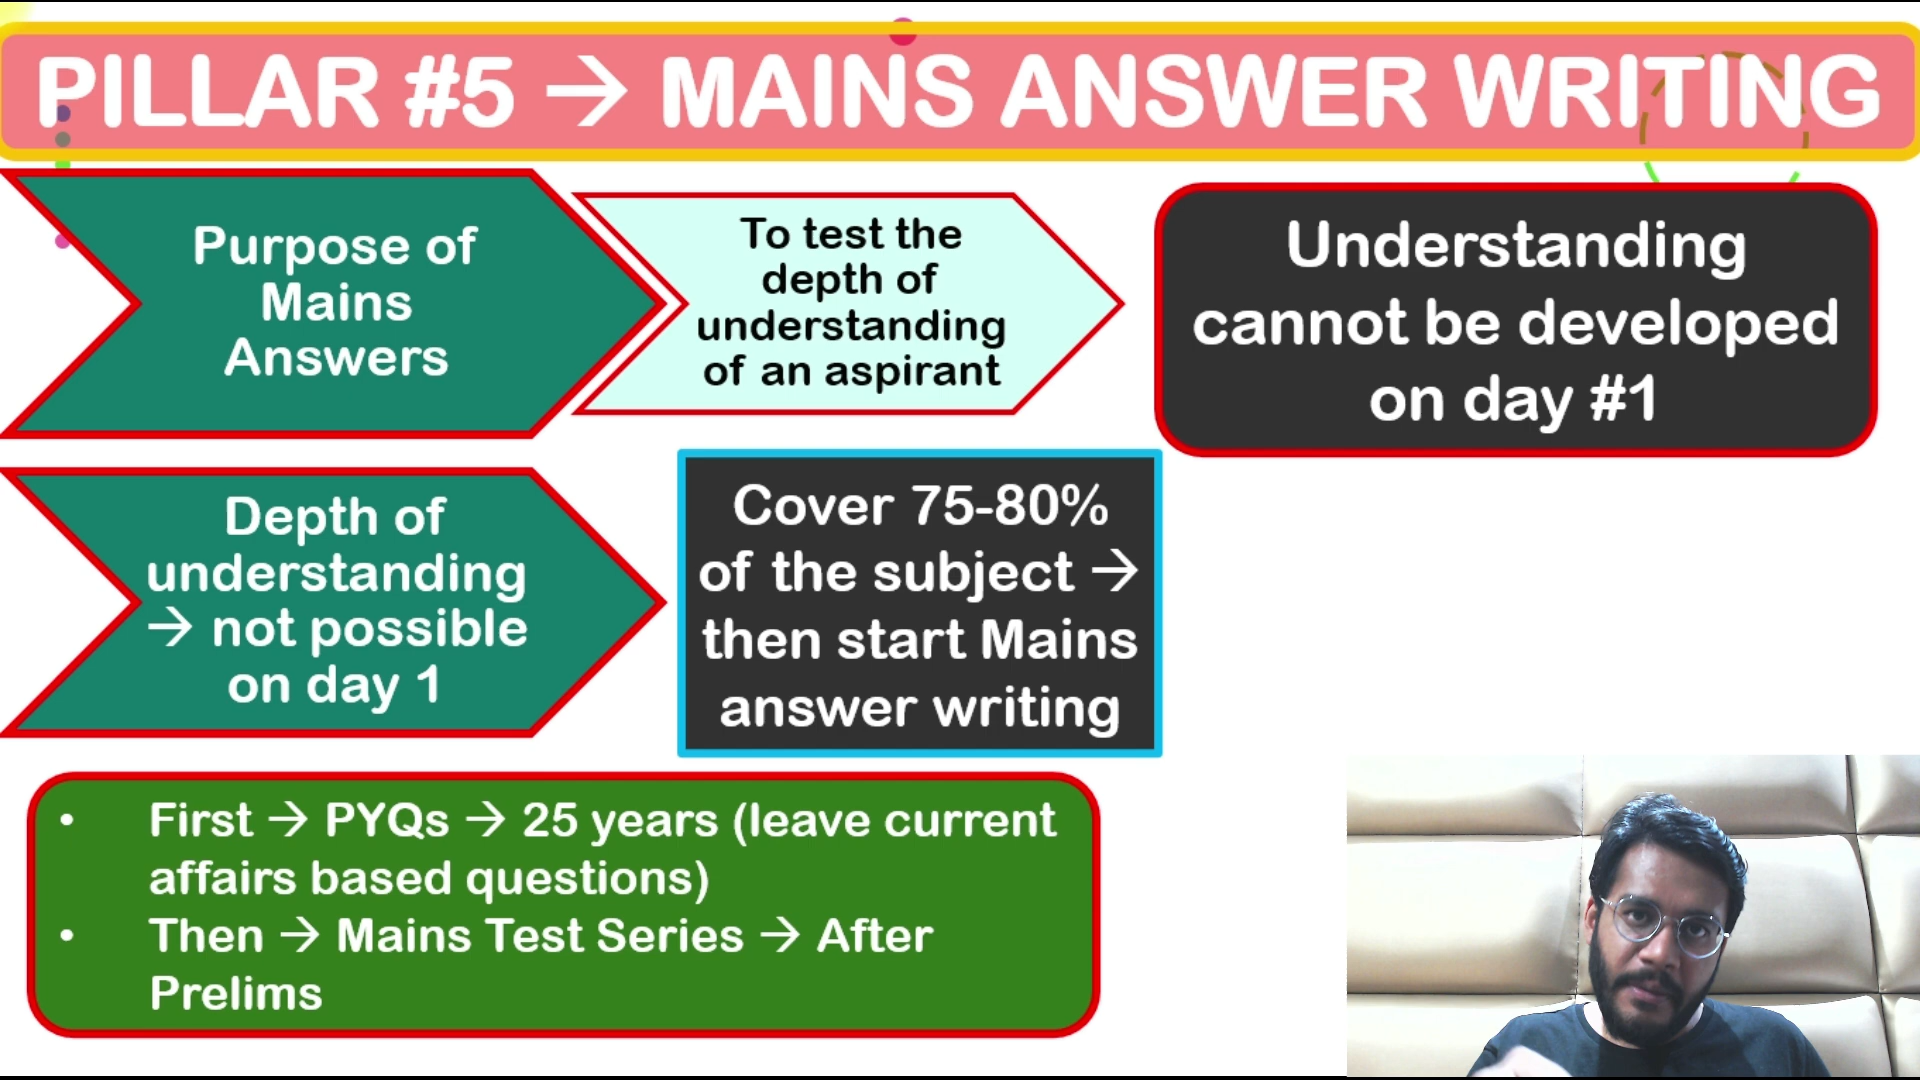 PILLAR #5 → MAINS ANSWER WRITING
Purpose of
Mains
Answers
To test the
depth of
understanding
of an aspirant
Understanding
cannot be developed
on day #1
Depth of
understanding
→ not possible
on day 1
Cover 75-80%
of the subject →
then start Mains
answer writing
• First → PYQs → 25 years (leave current
affairs based questions)
• Then → Mains Test Series → After
Prelims